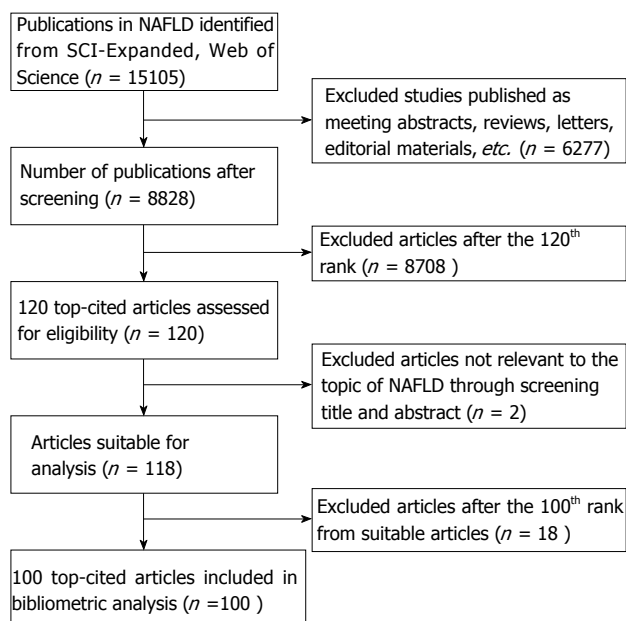 Publications in NAFLD identified
from SCI-Expanded, Web of
Science (n = 15105)
Excluded studies published as
meeting abstracts, reviews, letters,
editorial materials, etc. (n = 6277)
Number of publications after
screening (n = 8828)
Excluded articles after the 120th
rank (n = 8708 )
120 top-cited articles assessed
for eligibility (n = 120)
Excluded articles not relevant to the
topic of NAFLD through screening
title and abstract (n = 2)
Articles suitable for
analysis (n = 118)
Excluded articles after the 100th rank
from suitable articles (n = 18 )
100 top-cited articles included in
bibliometric analysis (n =100 )